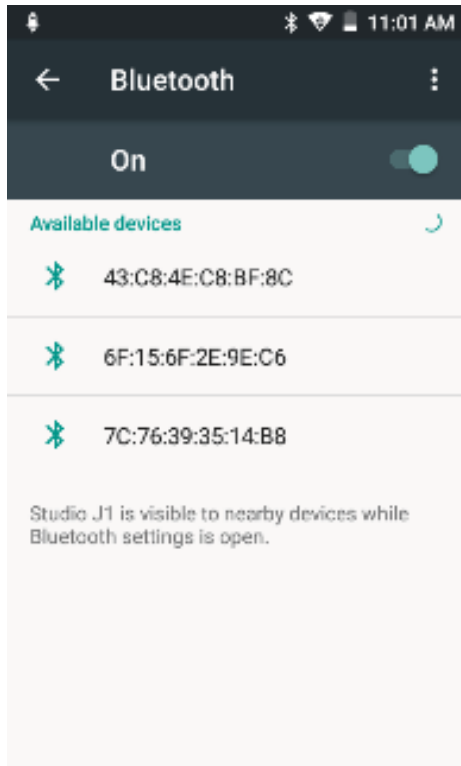 11:01 AM
Bluetooth
On
Available devices
43:C8:4E:C8:BF:8C
6F:15:6F:2E:9E:C6
7C:76:39:35:14:B8
Studio J1 is visible to nearby devices while
Bluetooth settings is open.